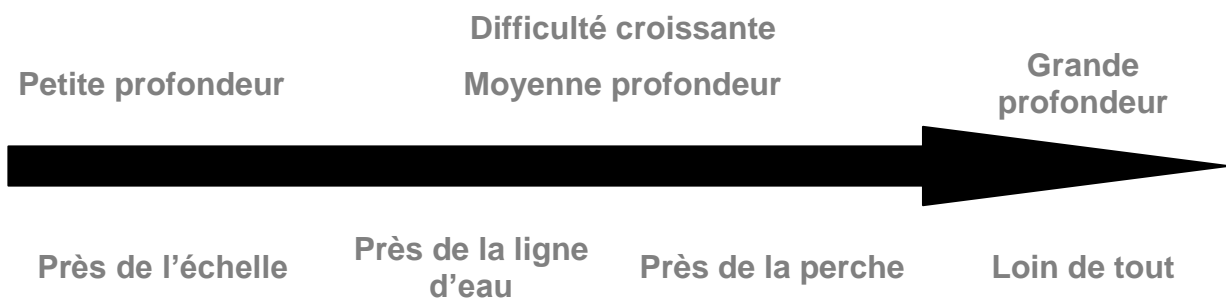 Difficulté croissante
Petite profondeur
Moyenne profondeur
Grande
profondeur
Près de l’échelle
Près de la ligne
d’eau
Près de la perche
Loin de tout